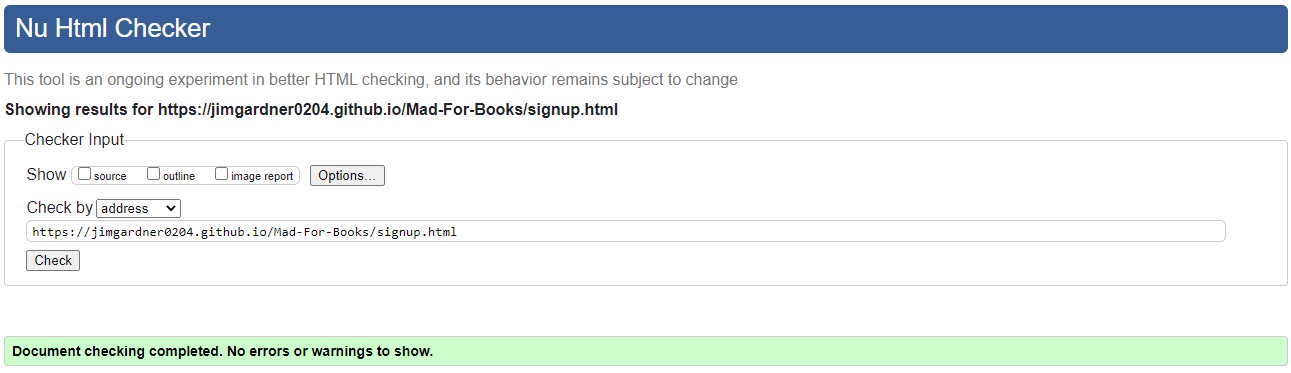 Nu Html Checker
This tool is an ongoing experiment in better HTML checking, and its behavior remains subject to change
Showing results for https://jimgardner0204.github.io/Mad-For-Books/signup.html
Checker Input
Show source outline image report Options...
Check by address
https://jimgardner0204.github.io/Mad-For-Books/signup.html
Check
Document checking completed. No errors or warnings to show.